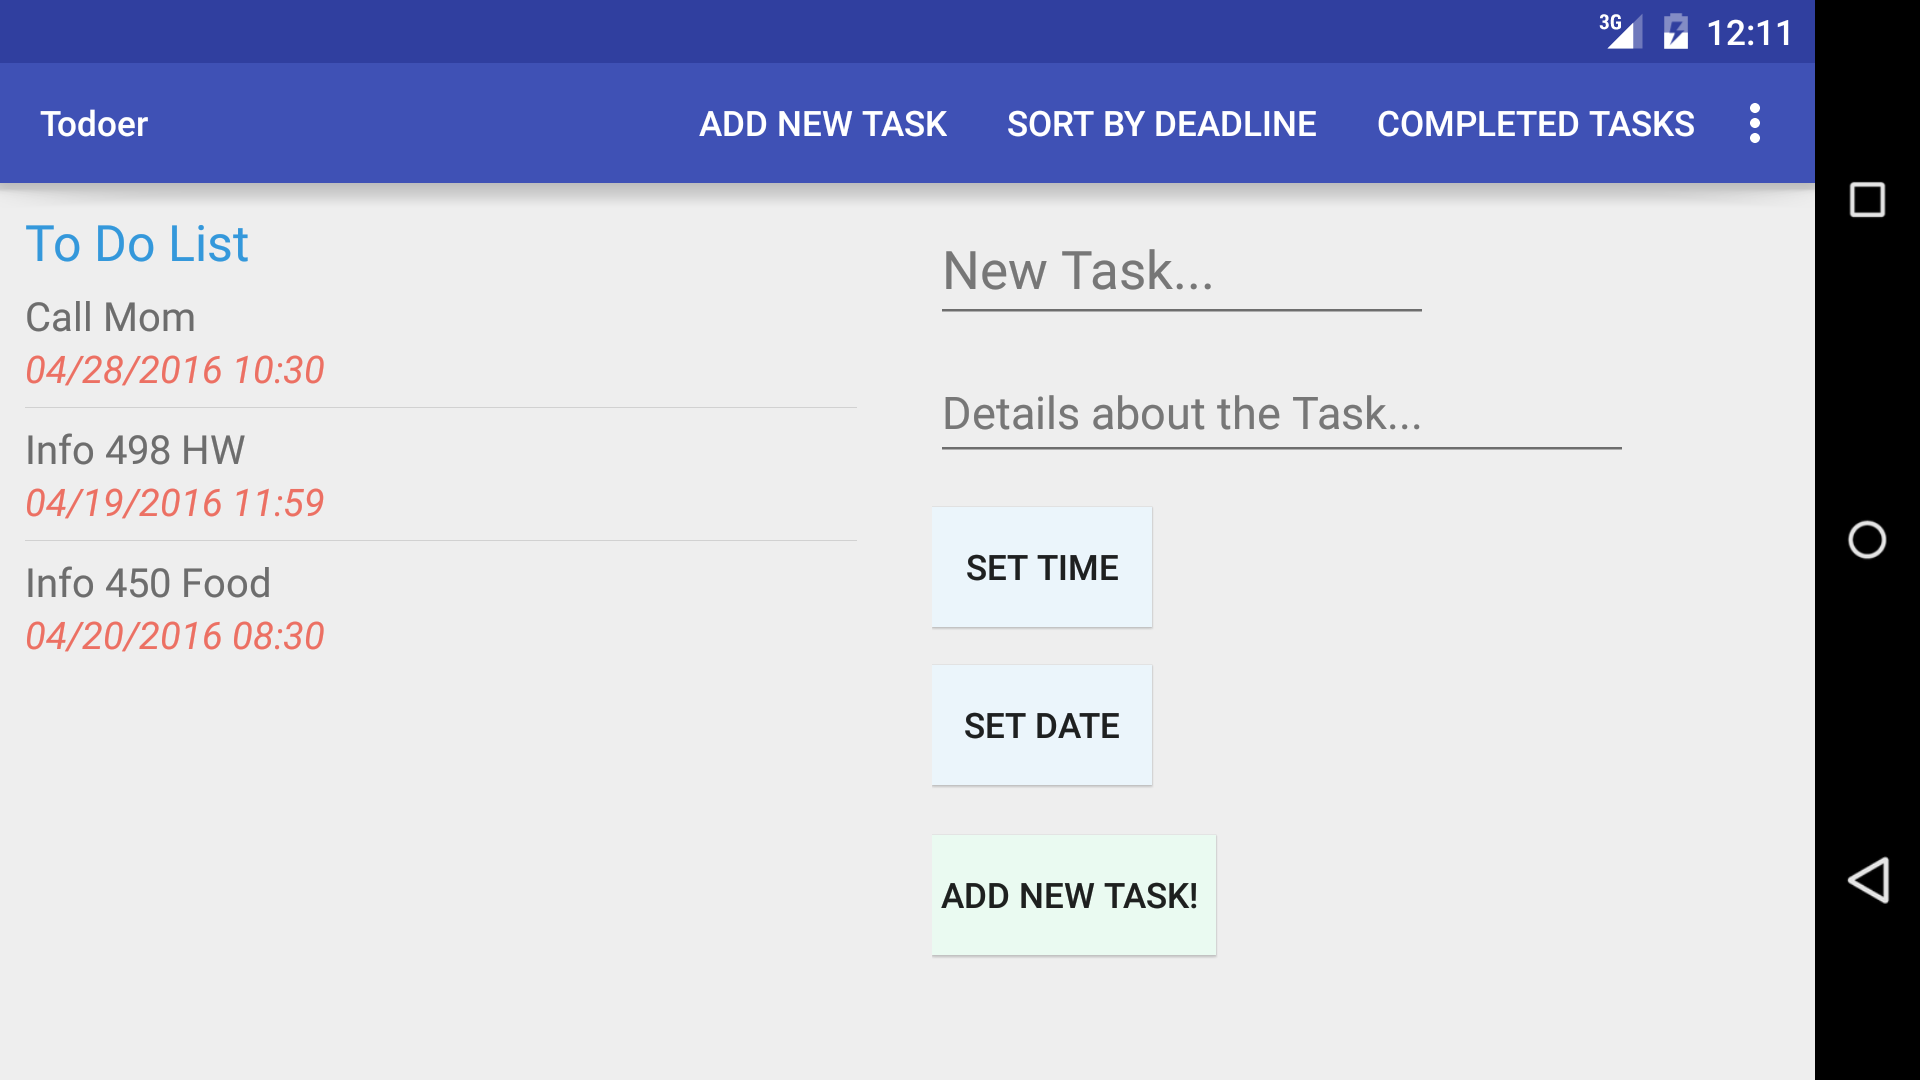 3G 12:11
Todoer ADD NEW TASK SORT BY DEADLINE COMPLETED TASKS
To Do List
Call Mom
04/28/2016 10:30
Info 498 HW
04/19/2016 11:59
Info 450 Food
04/20/2016 08:30
New Task...
Details about the Task...
SET TIME
SET DATE
ADD NEW TASK!